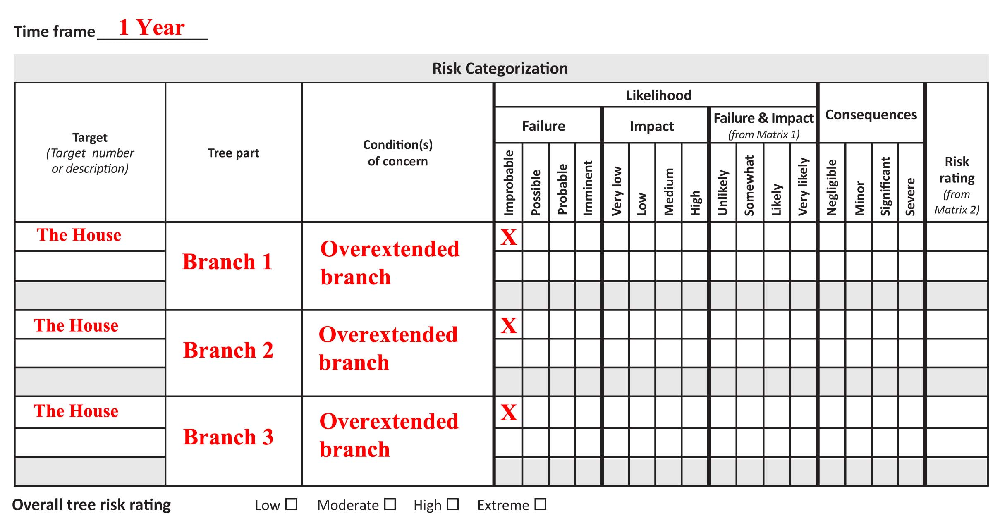 Time frame 1 Year
Risk Categorization
Likelihood
Failure
Impact
Failure & Impact
(from Matrix 1)
Consequences
Target
(Target number
or description)
Tree part
Condition(s)
of concern
Improbable
Possible
Probable
Imminent
Very low
Low
Medium
High
Unlikely
Somewhat
Likely
Very likely
Negligible
Minor
Significant
Severe
Risk
rating
(from
Matrix 2)
The House
Branch 1
Overextended
branch
X
The House
Branch 2
Overextended
branch
X
The House
Branch 3
Overextended
branch
X
Overall tree risk rating Low Moderate High Extreme